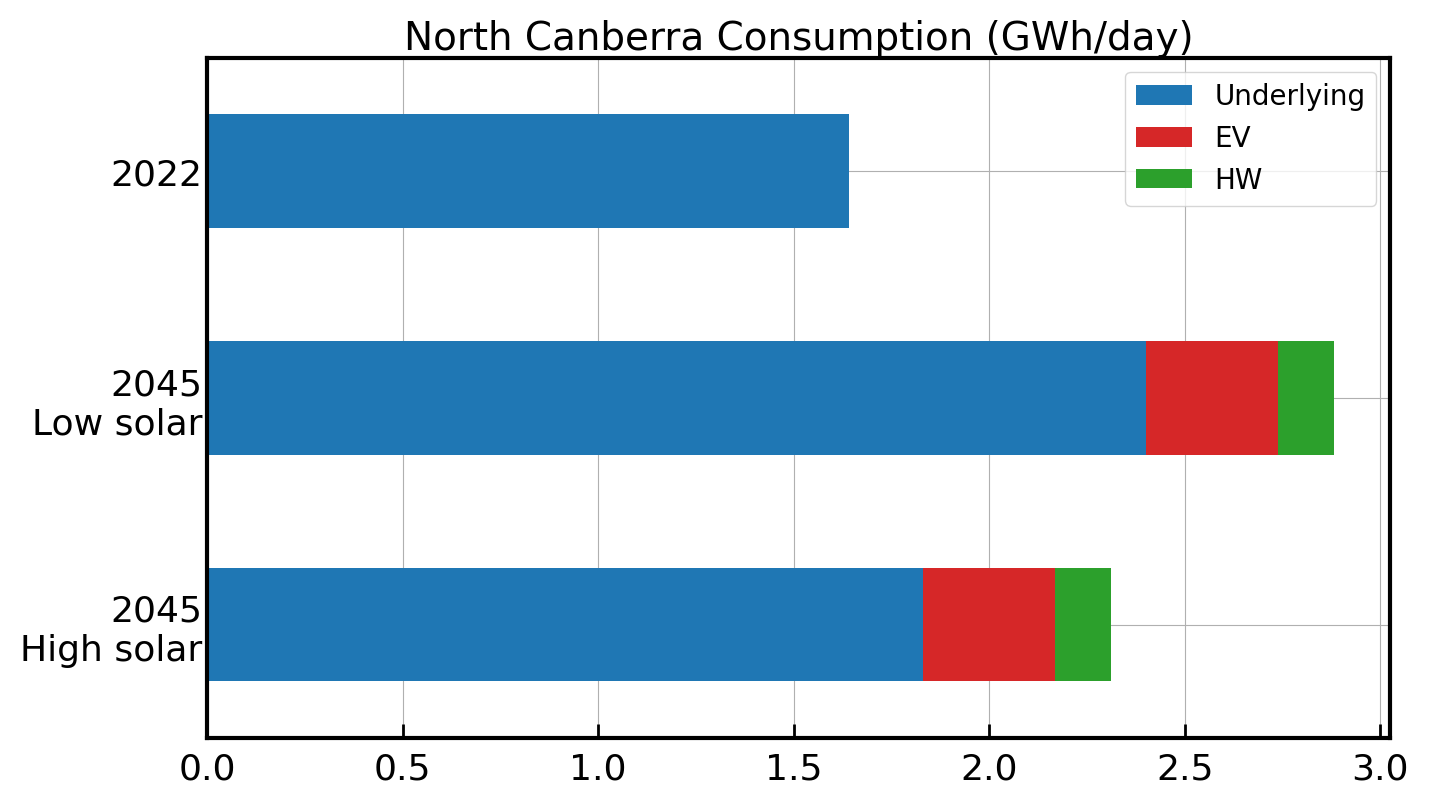 North Canberra Consumption (GWh/day)
Underlying
EV
HW
2022
2045
Low solar
2045
High solar
0.0 0.5 1.0 1.5 2.0 2.5 3.0